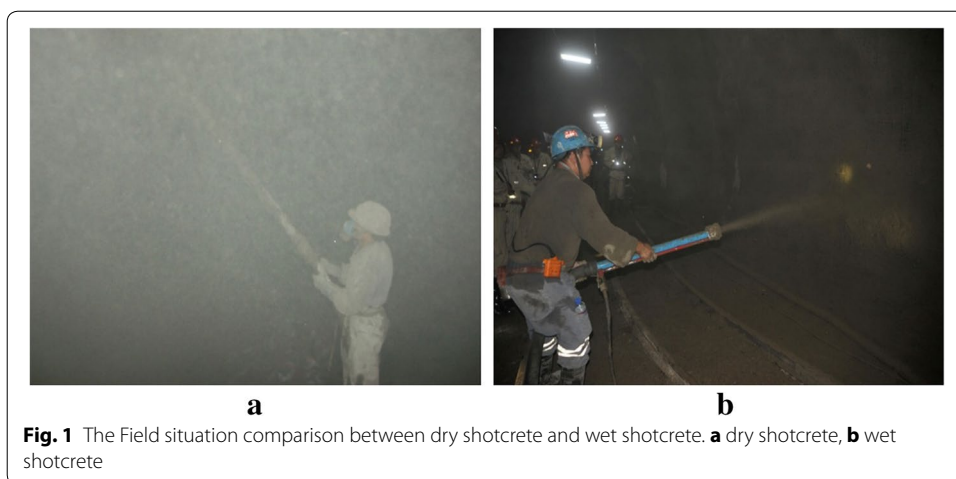 a
b
Fig. 1 The Field situation comparison between dry shotcrete and wet shotcrete. a dry shotcrete, b wet
shotcrete